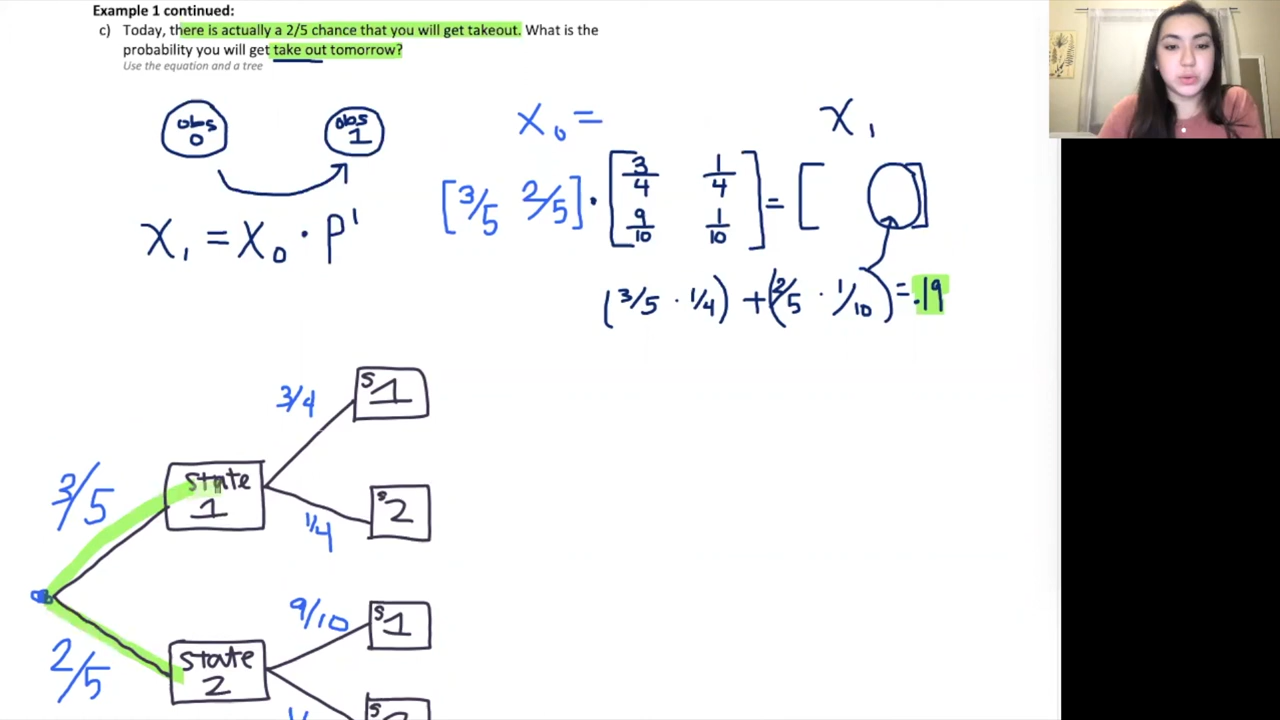 Example 1 continued:
c) Today, there is actually a 2/5 chance that you will get takeout. What is the
probability you will get take out tomorrow?
Use the equation and a tree
obs 0
obs 1
X₁ = X₀ · P¹
X₀ =
X₁
[3/5 2/5] · [3/4 1/4
9/10 1/10] = [ ]
(3/5 · 1/4) + (2/5 · 1/10) = .19
3/4
S 1
3/5
state 1
1/4
S 2
9/10
S 1
2/5
state 2